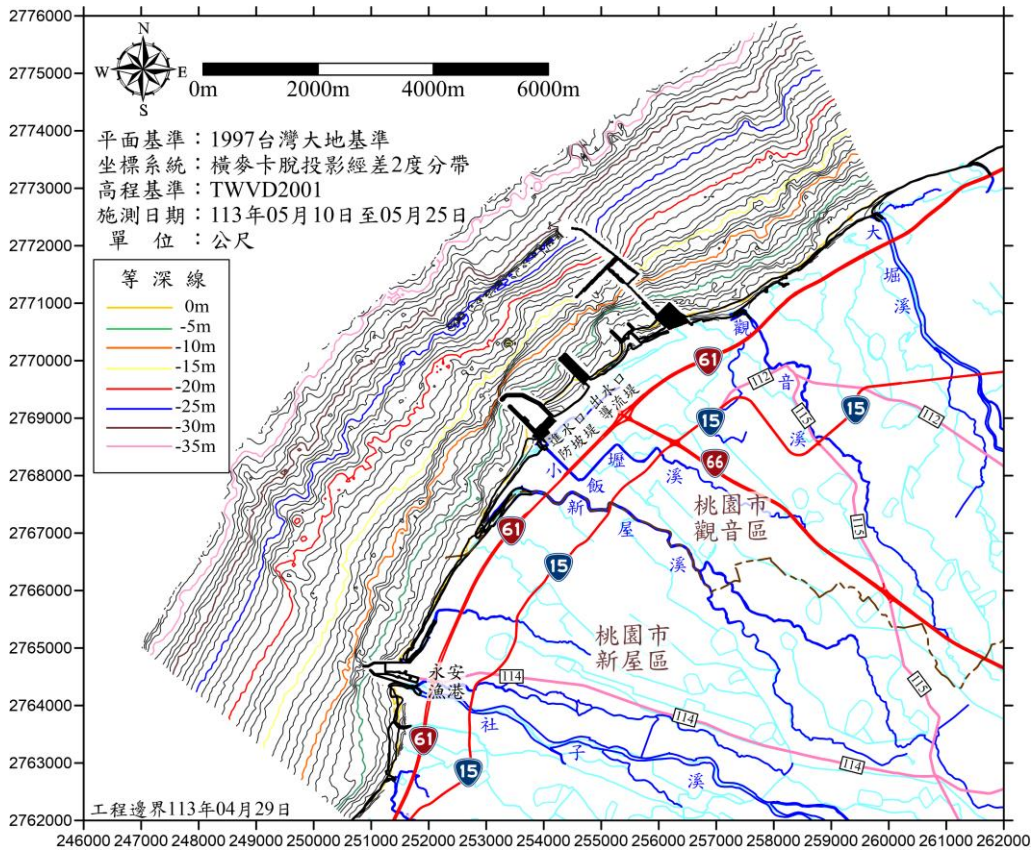 2776000
2775000
2774000
2773000
2772000
2771000
2770000
2769000
2768000
2767000
2766000
2765000
2764000
2763000
2762000
N
W E
S
0m 2000m 4000m 6000m
平面基準：1997台灣大地基準
坐標系統：橫麥卡脫投影經差2度分帶
高程基準：TWVD2001
施測日期：113年05月10日至05月25日
單 位：公尺
等深線
0m
-5m
-10m
-15m
-20m
-25m
-30m
-35m
大堀溪
觀音溪
61
112
115
15
15
112
出水口
導流堤
進水口
防坡堤
小飯壢溪
66
桃園市
觀音區
新屋溪
61
15
115
桃園市
新屋區
永安
漁港
114
115
114
社子溪
61
15
114
工程邊界113年04月29日
246000 247000 248000 249000 250000 251000 252000 253000 254000 255000 256000 257000 258000 259000 260000 261000 262000